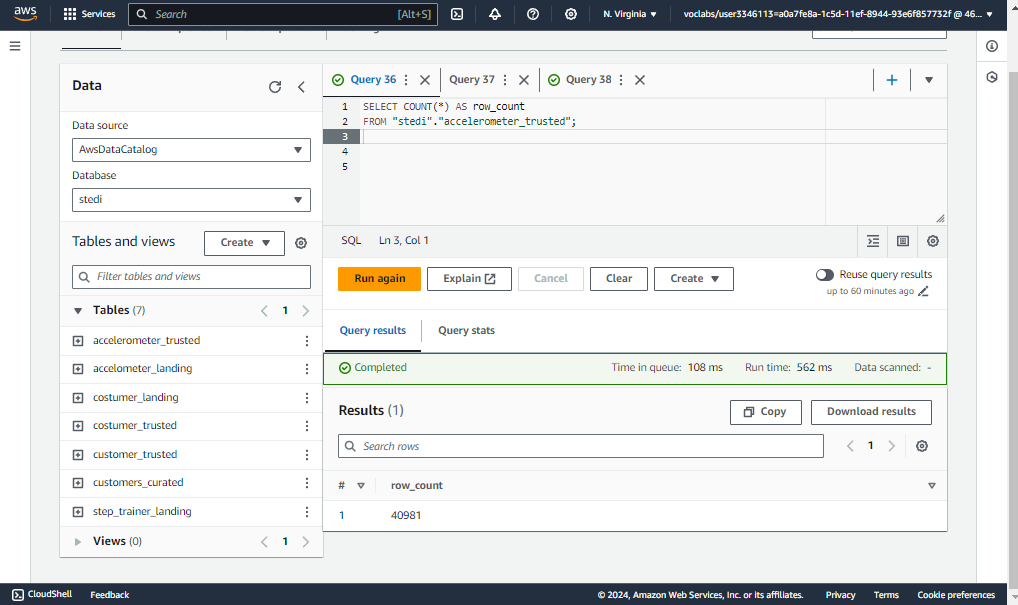 aws
Services
Search
[Alt+S]
N. Virginia ▼
voclabs/user3346113=a0a7fe8a-1c5d-11ef-8944-93e6f857732f @ 46... ▼
Data
Data source
AwsDataCatalog
Database
stedi
Tables and views
Create
Filter tables and views
Tables (7)
1
accelerometer_trusted
accelometer_landing
costumer_landing
costumer_trusted
customer_trusted
customers_curated
step_trainer_landing
Views (0)
1
Query 36
Query 37
Query 38
1 SELECT COUNT(*) AS row_count
2 FROM "stedi"."accelerometer_trusted";
3
4
5
SQL Ln 3, Col 1
Run again
Explain
Cancel
Clear
Create
Reuse query results
up to 60 minutes ago
Query results
Query stats
Completed
Time in queue: 108 ms
Run time: 562 ms
Data scanned: -
Results (1)
Copy
Download results
Search rows
1
# row_count
1 40981
CloudShell
Feedback
© 2024, Amazon Web Services, Inc. or its affiliates.
Privacy
Terms
Cookie preferences